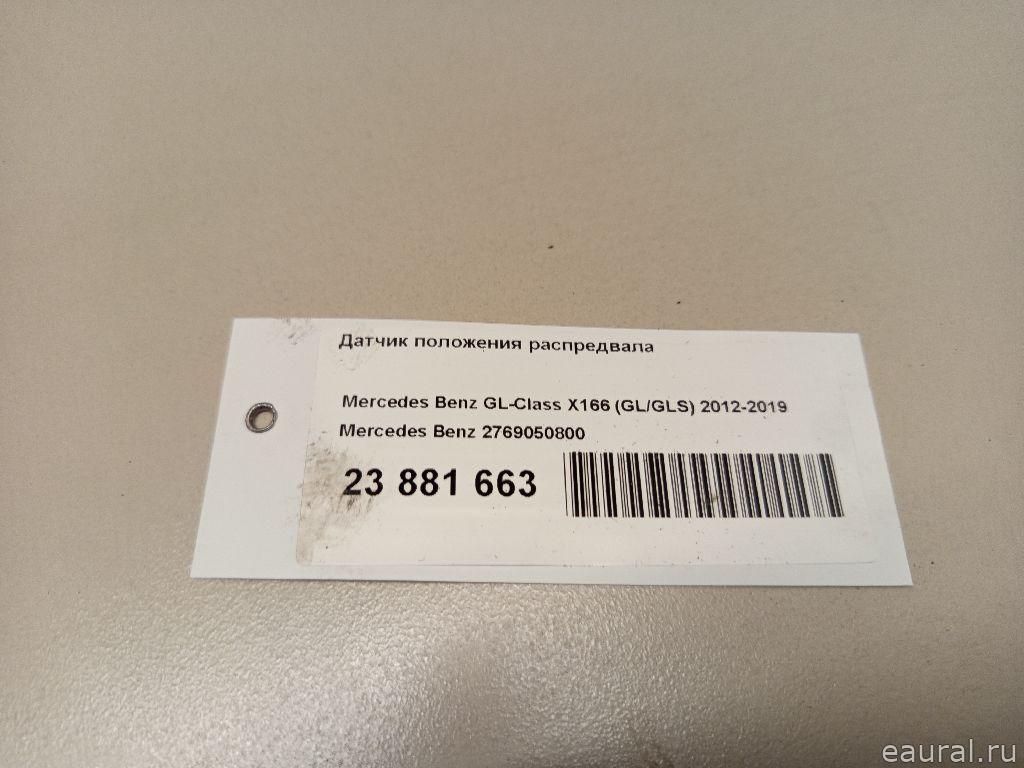 Датчик положения распредвала
Mercedes Benz GL-Class X166 (GL/GLS) 2012-2019
Mercedes Benz 2769050800
23 881 663
eaural.ru